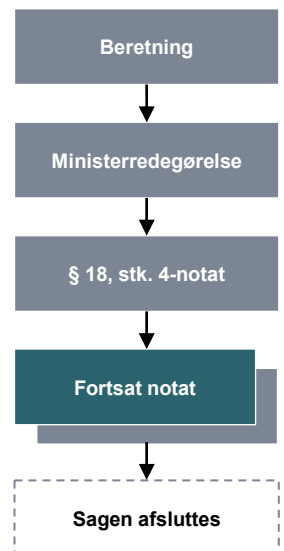 Beretning
Ministerredegørelse
§ 18, stk. 4-notat
Fortsat notat
Sagen afsluttes